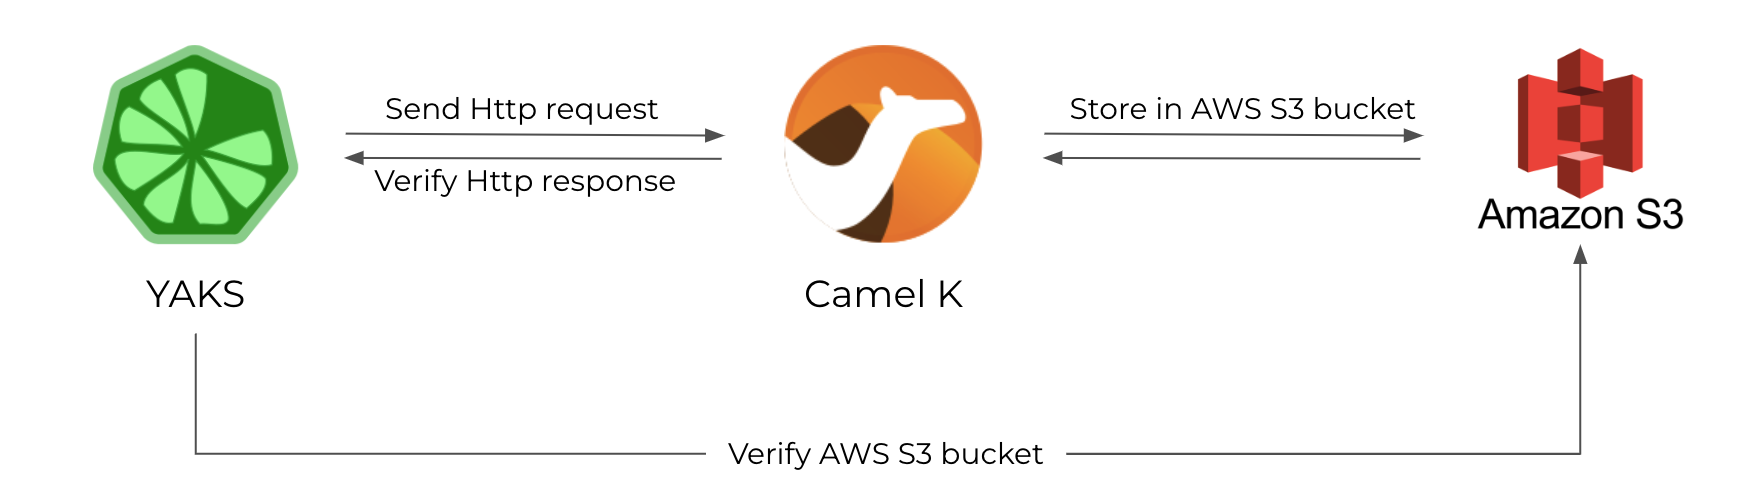 Send Http request
Store in AWS S3 bucket
Verify Http response
Amazon S3
YAKS
Camel K
Verify AWS S3 bucket